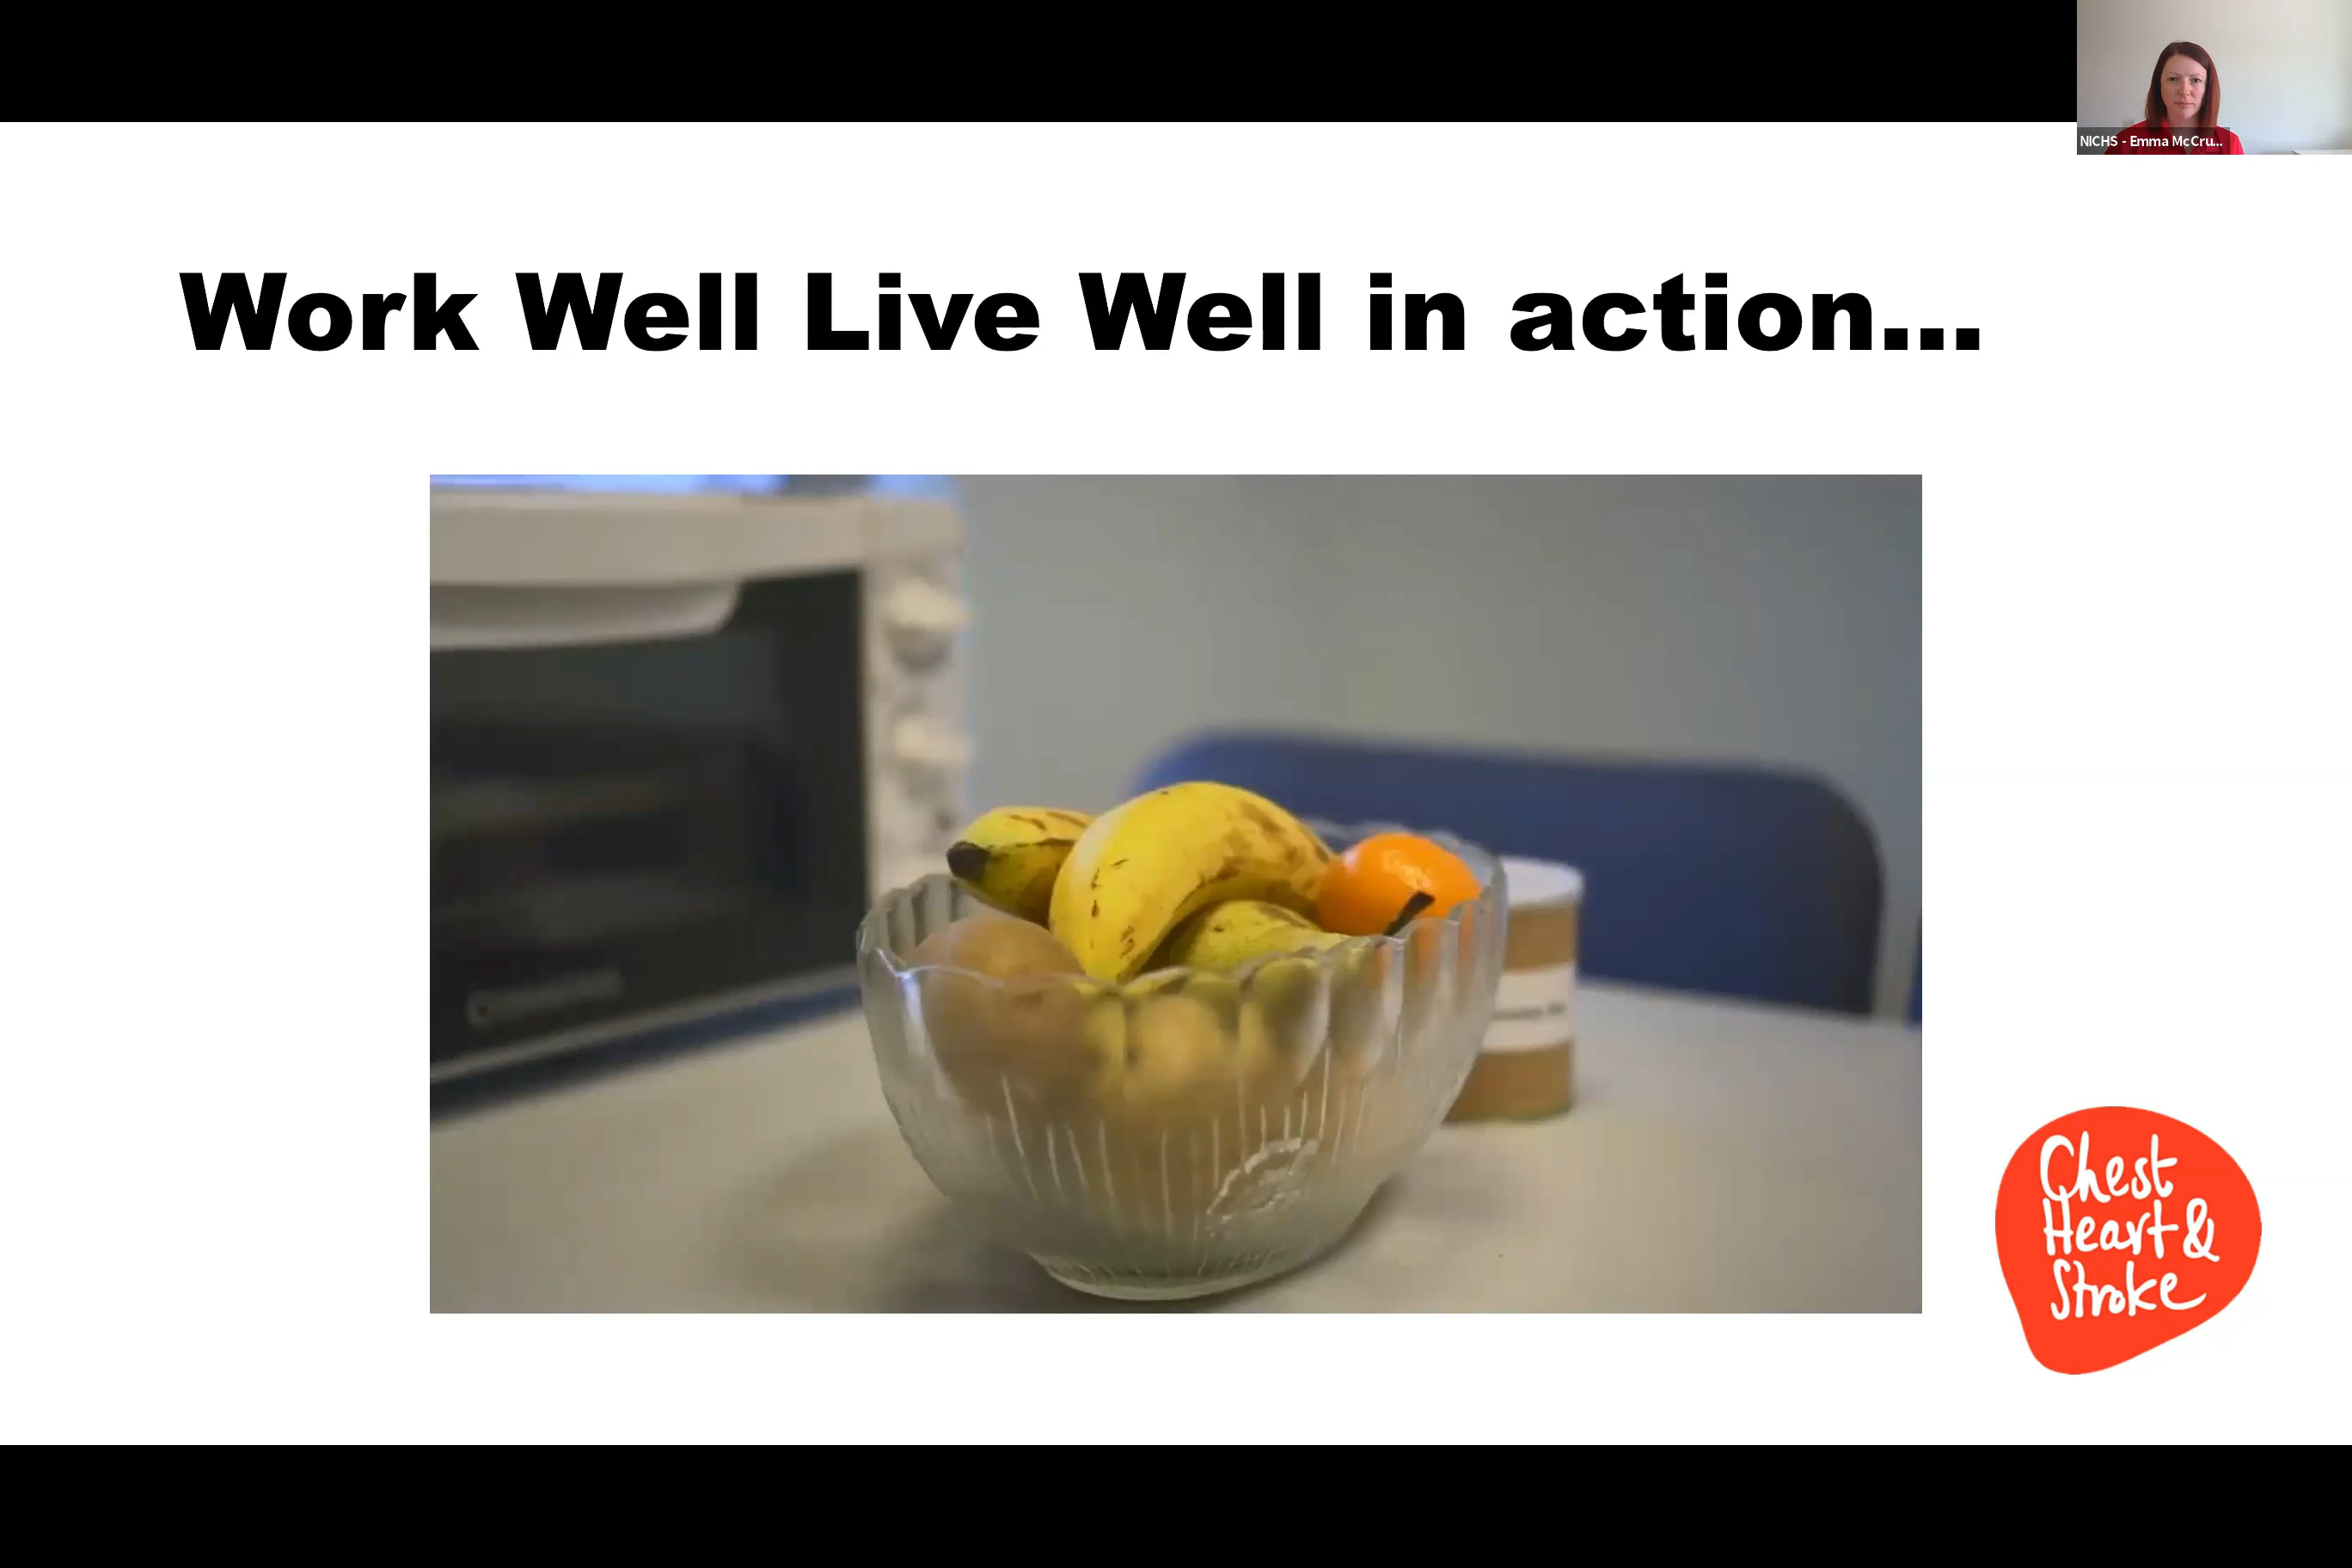 NICHS - Emma McCru...
Work Well Live Well in action...
Chest
Heart &
Stroke